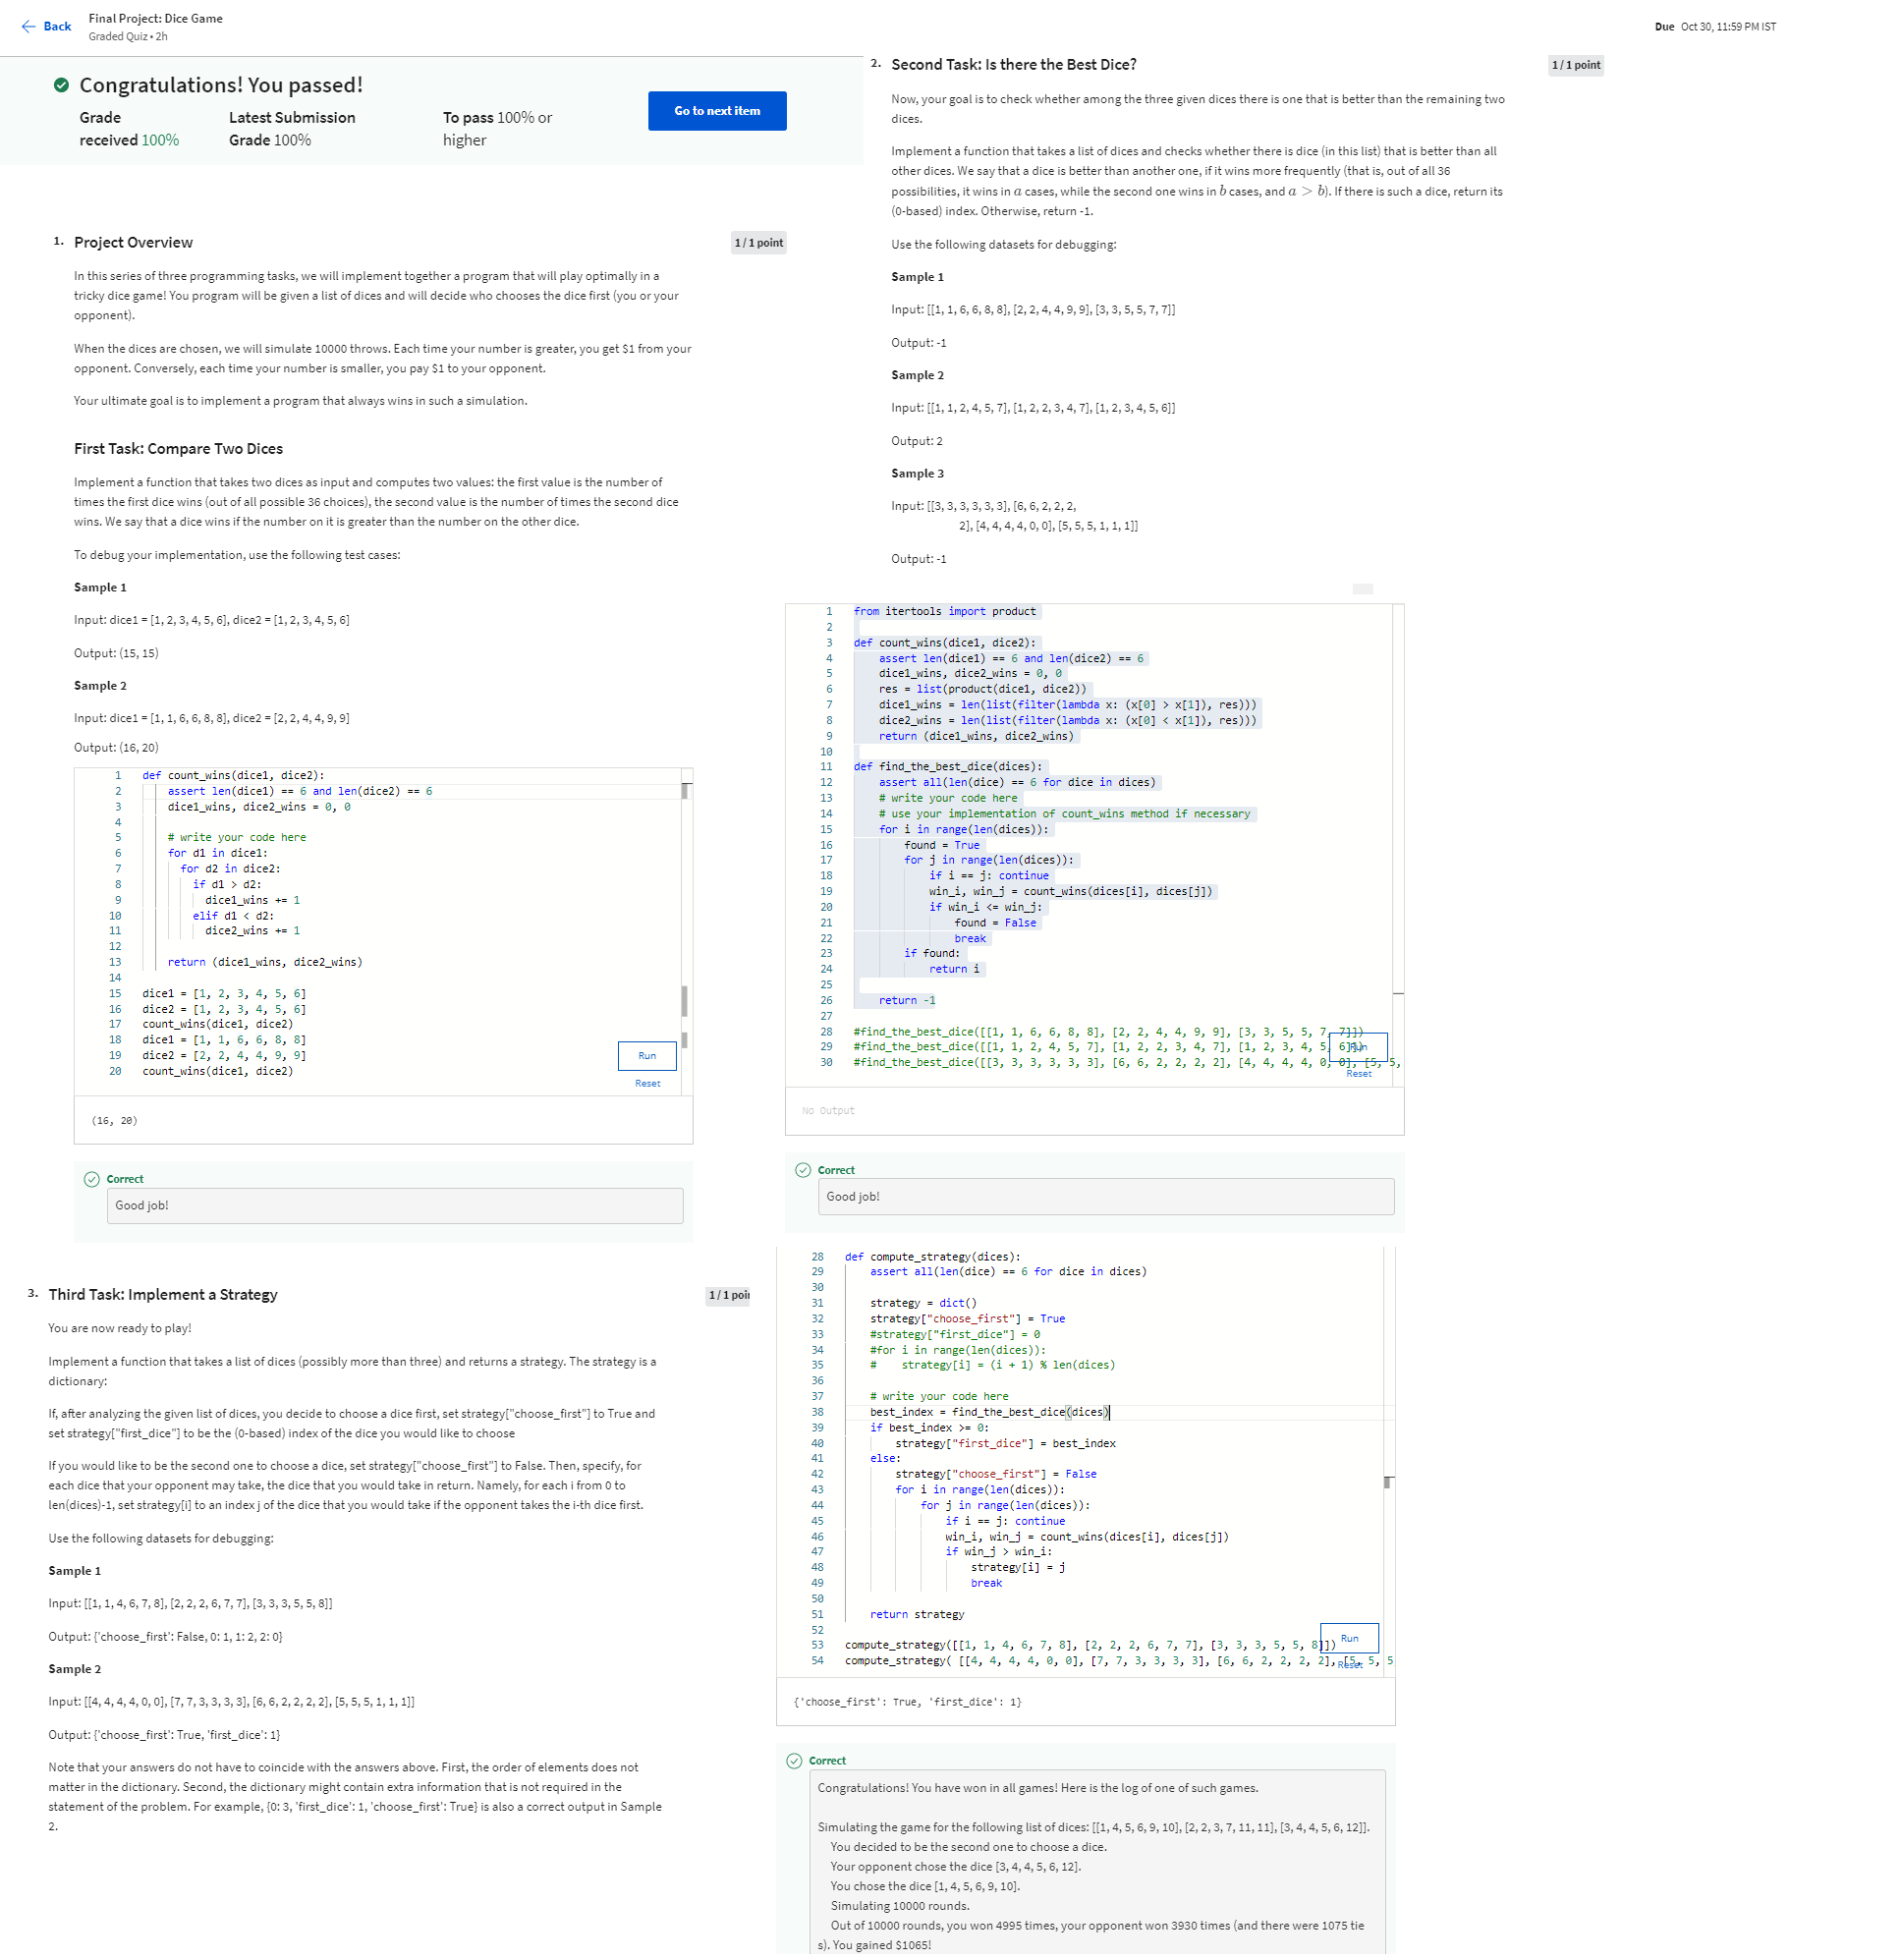 Back
Final Project: Dice Game
Graded Quiz • 2h
Due Oct 30, 11:59 PM IST
Congratulations! You passed!
Grade
received 100%
Latest Submission
Grade 100%
To pass 100% or
higher
Go to next item
1. Project Overview
1 / 1 point
In this series of three programming tasks, we will implement together a program that will play optimally in a
tricky dice game! You program will be given a list of dices and will decide who chooses the dice first (you or your
opponent).
When the dices are chosen, we will simulate 10000 throws. Each time your number is greater, you get $1 from your
opponent. Conversely, each time your number is smaller, you pay $1 to your opponent.
Your ultimate goal is to implement a program that always wins in such a simulation.
First Task: Compare Two Dices
Implement a function that takes two dices as input and computes two values: the first value is the number of
times the first dice wins (out of all possible 36 choices), the second value is the number of times the second dice
wins. We say that a dice wins if the number on it is greater than the number on the other dice.
To debug your implementation, use the following test cases:
Sample 1
Input: dice1 = [1, 2, 3, 4, 5, 6], dice2 = [1, 2, 3, 4, 5, 6]
Output: (15, 15)
Sample 2
Input: dice1 = [1, 1, 6, 6, 8, 8], dice2 = [2, 2, 4, 4, 9, 9]
Output: (16, 20)
1 def count_wins(dice1, dice2):
2     assert len(dice1) == 6 and len(dice2) == 6
3     dice1_wins, dice2_wins = 0, 0
4
5     # write your code here
6     for d1 in dice1:
7       for d2 in dice2:
8         if d1 > d2:
9           dice1_wins += 1
10         elif d1 < d2:
11           dice2_wins += 1
12
13     return (dice1_wins, dice2_wins)
14
15 dice1 = [1, 2, 3, 4, 5, 6]
16 dice2 = [1, 2, 3, 4, 5, 6]
17 count_wins(dice1, dice2)
18 dice1 = [1, 1, 6, 6, 8, 8]
19 dice2 = [2, 2, 4, 4, 9, 9]
20 count_wins(dice1, dice2)
Run
Reset
(16, 20)
Correct
Good job!
2. Second Task: Is there the Best Dice?
1 / 1 point
Now, your goal is to check whether among the three given dices there is one that is better than the remaining two
dices.
Implement a function that takes a list of dices and checks whether there is dice (in this list) that is better than all
other dices. We say that a dice is better than another one, if it wins more frequently (that is, out of all 36
possibilities, it wins in a cases, while the second one wins in b cases, and a > b). If there is such a dice, return its
(0-based) index. Otherwise, return -1.
Use the following datasets for debugging:
Sample 1
Input: [[1, 1, 6, 6, 8, 8], [2, 2, 4, 4, 9, 9], [3, 3, 5, 5, 7, 7]]
Output: -1
Sample 2
Input: [[1, 1, 2, 4, 5, 7], [1, 2, 2, 3, 4, 7], [1, 2, 3, 4, 5, 6]]
Output: 2
Sample 3
Input: [[3, 3, 3, 3, 3, 3], [6, 6, 2, 2, 2,
2], [4, 4, 4, 4, 0, 0], [5, 5, 5, 1, 1, 1]]
Output: -1
1 from itertools import product
2
3 def count_wins(dice1, dice2):
4     assert len(dice1) == 6 and len(dice2) == 6
5     dice1_wins, dice2_wins = 0, 0
6     res = list(product(dice1, dice2))
7     dice1_wins = len(list(filter(lambda x: (x[0] > x[1]), res)))
8     dice2_wins = len(list(filter(lambda x: (x[0] < x[1]), res)))
9     return (dice1_wins, dice2_wins)
10
11 def find_the_best_dice(dices):
12     assert all(len(dice) == 6 for dice in dices)
13     # write your code here
14     # use your implementation of count_wins method if necessary
15     for i in range(len(dices)):
16         found = True
17         for j in range(len(dices)):
18             if i == j: continue
19             win_i, win_j = count_wins(dices[i], dices[j])
20             if win_i <= win_j:
21                 found = False
22                 break
23         if found:
24             return i
25
26     return -1
27
28 #find_the_best_dice([[1, 1, 6, 6, 8, 8], [2, 2, 4, 4, 9, 9], [3, 3, 5, 5, 7, 7]])
29 #find_the_best_dice([[1, 1, 2, 4, 5, 7], [1, 2, 2, 3, 4, 7], [1, 2, 3, 4, 5, 6]])
30 #find_the_best_dice([[3, 3, 3, 3, 3, 3], [6, 6, 2, 2, 2, 2], [4, 4, 4, 4, 0, 0], [5, 5,
Run
Reset
No Output
Correct
Good job!
3. Third Task: Implement a Strategy
1 / 1 poi
You are now ready to play!
Implement a function that takes a list of dices (possibly more than three) and returns a strategy. The strategy is a
dictionary:
If, after analyzing the given list of dices, you decide to choose a dice first, set strategy["choose_first"] to True and
set strategy["first_dice"] to be the (0-based) index of the dice you would like to choose
If you would like to be the second one to choose a dice, set strategy["choose_first"] to False. Then, specify, for
each dice that your opponent may take, the dice that you would take in return. Namely, for each i from 0 to
len(dices)-1, set strategy[i] to an index j of the dice that you would take if the opponent takes the i-th dice first.
Use the following datasets for debugging:
Sample 1
Input: [[1, 1, 4, 6, 7, 8], [2, 2, 2, 6, 7, 7], [3, 3, 3, 5, 5, 8]]
Output: {'choose_first': False, 0: 1, 1: 2, 2: 0}
Sample 2
Input: [[4, 4, 4, 4, 0, 0], [7, 7, 3, 3, 3, 3], [6, 6, 2, 2, 2, 2], [5, 5, 5, 1, 1, 1]]
Output: {'choose_first': True, 'first_dice': 1}
Note that your answers do not have to coincide with the answers above. First, the order of elements does not
matter in the dictionary. Second, the dictionary might contain extra information that is not required in the
statement of the problem. For example, {0: 3, 'first_dice': 1, 'choose_first': True} is also a correct output in Sample
2.
28 def compute_strategy(dices):
29     assert all(len(dice) == 6 for dice in dices)
30
31     strategy = dict()
32     strategy["choose_first"] = True
33     #strategy["first_dice"] = 0
34     #for i in range(len(dices)):
35     #    strategy[i] = (i + 1) % len(dices)
36
37     # write your code here
38     best_index = find_the_best_dice(dices)
39     if best_index >= 0:
40         strategy["first_dice"] = best_index
41     else:
42         strategy["choose_first"] = False
43         for i in range(len(dices)):
44             for j in range(len(dices)):
45                 if i == j: continue
46                 win_i, win_j = count_wins(dices[i], dices[j])
47                 if win_j > win_i:
48                     strategy[i] = j
49                     break
50
51     return strategy
52
53 compute_strategy([[1, 1, 4, 6, 7, 8], [2, 2, 2, 6, 7, 7], [3, 3, 3, 5, 5, 8]])
54 compute_strategy( [[4, 4, 4, 4, 0, 0], [7, 7, 3, 3, 3, 3], [6, 6, 2, 2, 2, 2], [5, 5, 5
Run
Reset
{'choose_first': True, 'first_dice': 1}
Correct
Congratulations! You have won in all games! Here is the log of one of such games.
Simulating the game for the following list of dices: [[1, 4, 5, 6, 9, 10], [2, 2, 3, 7, 11, 11], [3, 4, 4, 5, 6, 12]].
You decided to be the second one to choose a dice.
Your opponent chose the dice [3, 4, 4, 5, 6, 12].
You chose the dice [1, 4, 5, 6, 9, 10].
Simulating 10000 rounds.
Out of 10000 rounds, you won 4995 times, your opponent won 3930 times (and there were 1075 tie
s). You gained $1065!